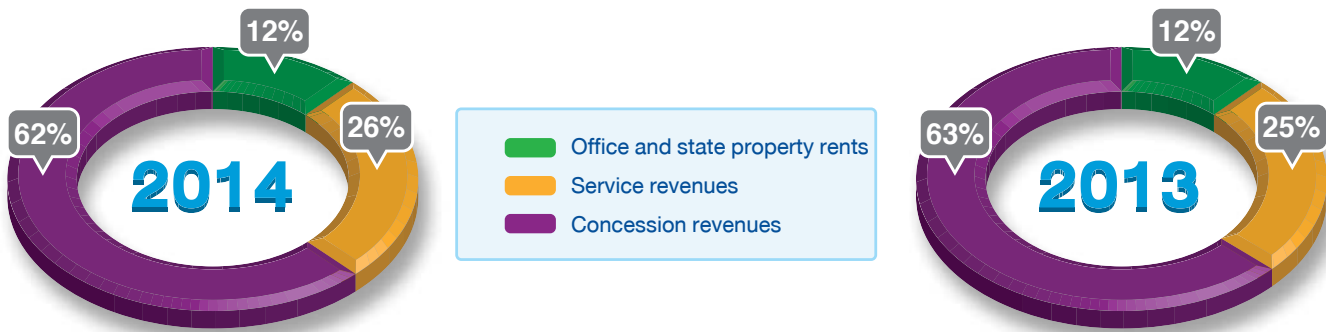 12%
62%
26%
2014
Office and state property rents
Service revenues
Concession revenues
12%
63%
25%
2013